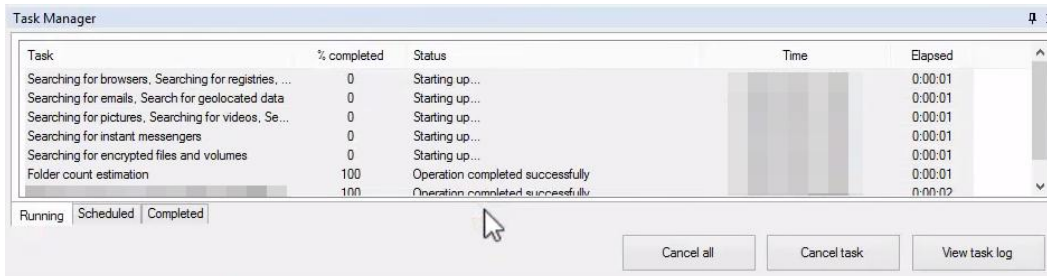 Task Manager
Task % completed Status Time Elapsed
Searching for browsers, Searching for registries, ... 0 Starting up... 0:00:01
Searching for emails, Search for geolocated data 0 Starting up... 0:00:01
Searching for pictures, Searching for videos, Se... 0 Starting up... 0:00:01
Searching for instant messengers 0 Starting up... 0:00:01
Searching for encrypted files and volumes 0 Starting up... 0:00:01
Folder count estimation 100 Operation completed successfully 0:00:01
100 Operation completed successfully 0:00:02
Running Scheduled Completed
Cancel all Cancel task View task log